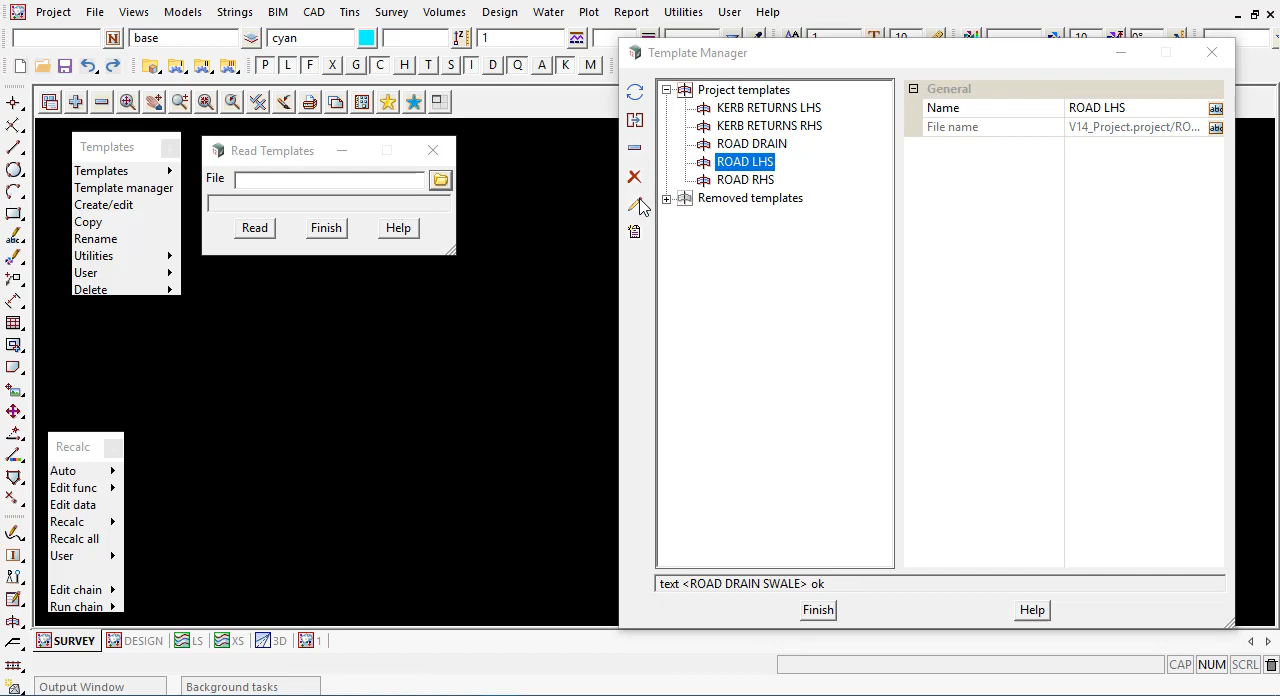 Project File Views Models Strings BIM CAD Tins Survey Volumes Design Water Plot Report Utilities User Help
N base cyan 1
P L F X G C H T S I D Q A K M
Template Manager
Templates
Templates
Template manager
Create/edit
Copy
Rename
Utilities
User
Delete
Read Templates
File
Read Finish Help
Project templates
KERB RETURNS LHS
KERB RETURNS RHS
ROAD DRAIN
ROAD LHS
ROAD RHS
Removed templates
General
Name ROAD LHS abc
File name V14_Project.project/RO... abc
text <ROAD DRAIN SWALE> ok
Finish Help
Recalc
Auto
Edit func
Edit data
Recalc
Recalc all
User
Edit chain
Run chain
SURVEY DESIGN LS XS 3D 1
CAP NUM SCRL
Output Window Background tasks